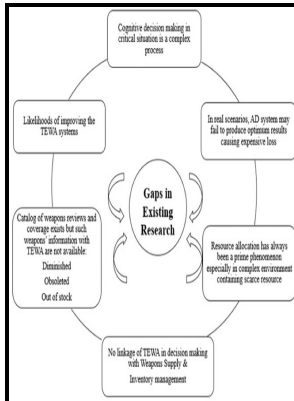 Cognitive decision making in
critical situation is a complex
process
Likelihoods of improving the
TEWA systems
In real scenarios, AD system may
fail to produce optimum results
causing expensive loss
Gaps in
Existing
Research
Catalog of weapons reviews and
coverage exists but such
weapons' information with
TEWA are not available:
Diminished
Obsoleted
Out of stock
Resource allocation has always
been a prime phenomenon
especially in complex environment
containing scarce resource
No linkage of TEWA in decision making
with Weapons Supply &
Inventory management